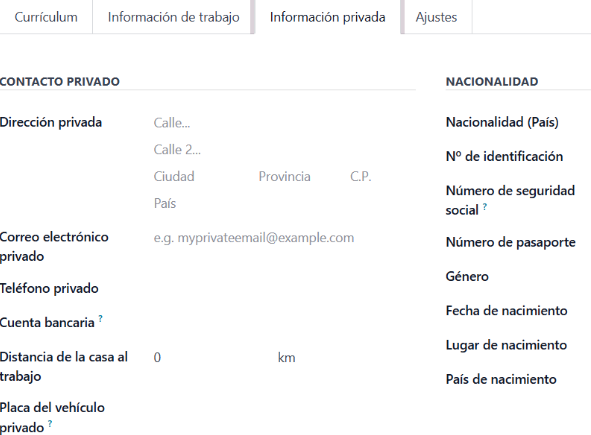 Currículum
Información de trabajo
Información privada
Ajustes
CONTACTO PRIVADO
Dirección privada
Calle...
Calle 2...
Ciudad Provincia C.P.
País
Correo electrónico
privado
e.g. myprivateemail@example.com
Teléfono privado
Cuenta bancaria ?
Distancia de la casa al
trabajo
0 km
Placa del vehículo
privado ?
NACIONALIDAD
Nacionalidad (País)
Nº de identificación
Número de seguridad
social ?
Número de pasaporte
Género
Fecha de nacimiento
Lugar de nacimiento
País de nacimiento